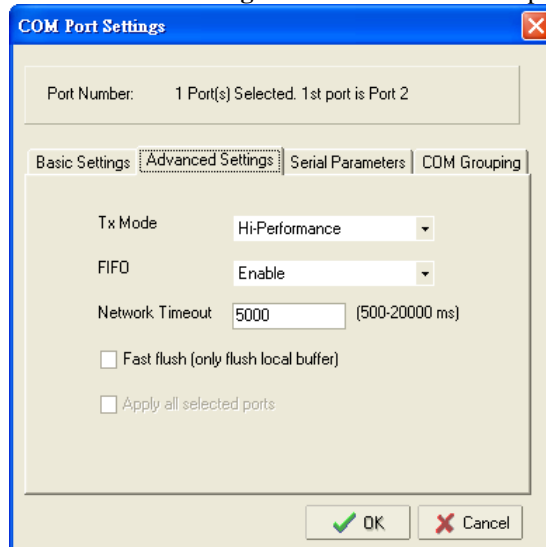 COM Port Settings
Port Number: 1 Port(s) Selected. 1st port is Port 2
Basic Settings Advanced Settings Serial Parameters COM Grouping
Tx Mode Hi-Performance
FIFO Enable
Network Timeout 5000 (500-20000 ms)
Fast flush (only flush local buffer)
Apply all selected ports
OK Cancel